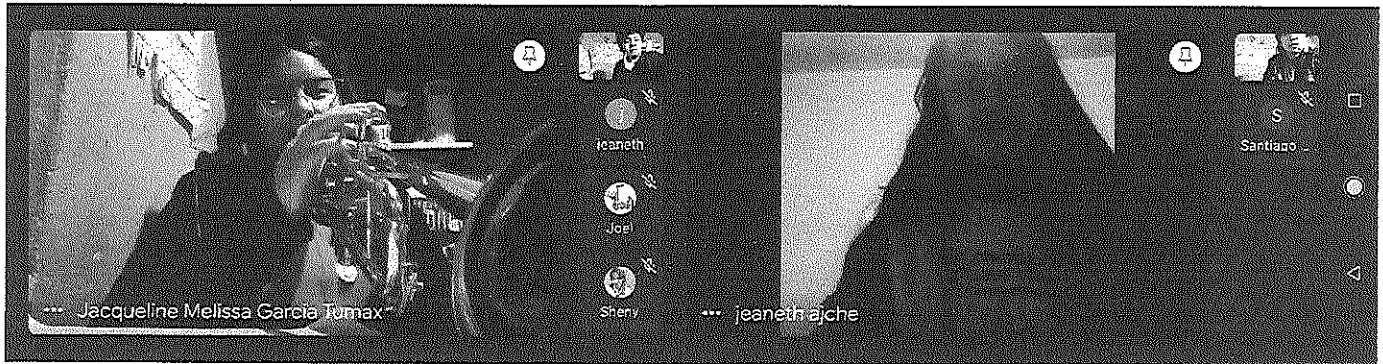 J
jeaneth
Joel
Sheny
••• Jacqueline Melissa Garcia Tumax
••• jeaneth ajche
S
Santiago ...